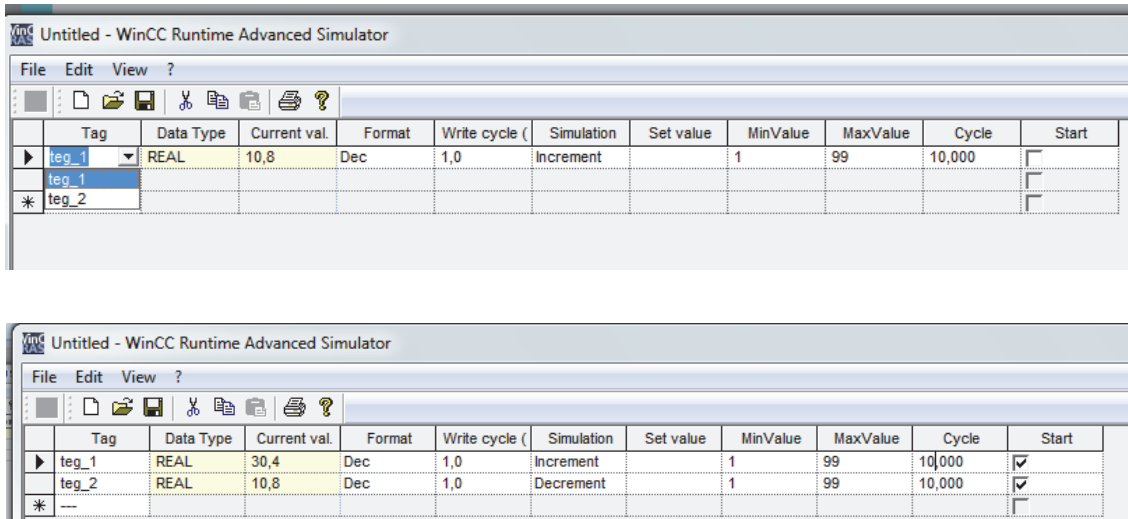 Untitled - WinCC Runtime Advanced Simulator
File Edit View ?
Tag Data Type Current val. Format Write cycle ( Simulation Set value MinValue MaxValue Cycle Start
teg_1 REAL 10,8 Dec 1,0 Increment 1 99 10,000
teg_1
teg_2
Untitled - WinCC Runtime Advanced Simulator
File Edit View ?
Tag Data Type Current val. Format Write cycle ( Simulation Set value MinValue MaxValue Cycle Start
teg_1 REAL 30,4 Dec 1,0 Increment 1 99 10,000
teg_2 REAL 10,8 Dec 1,0 Decrement 1 99 10,000
---